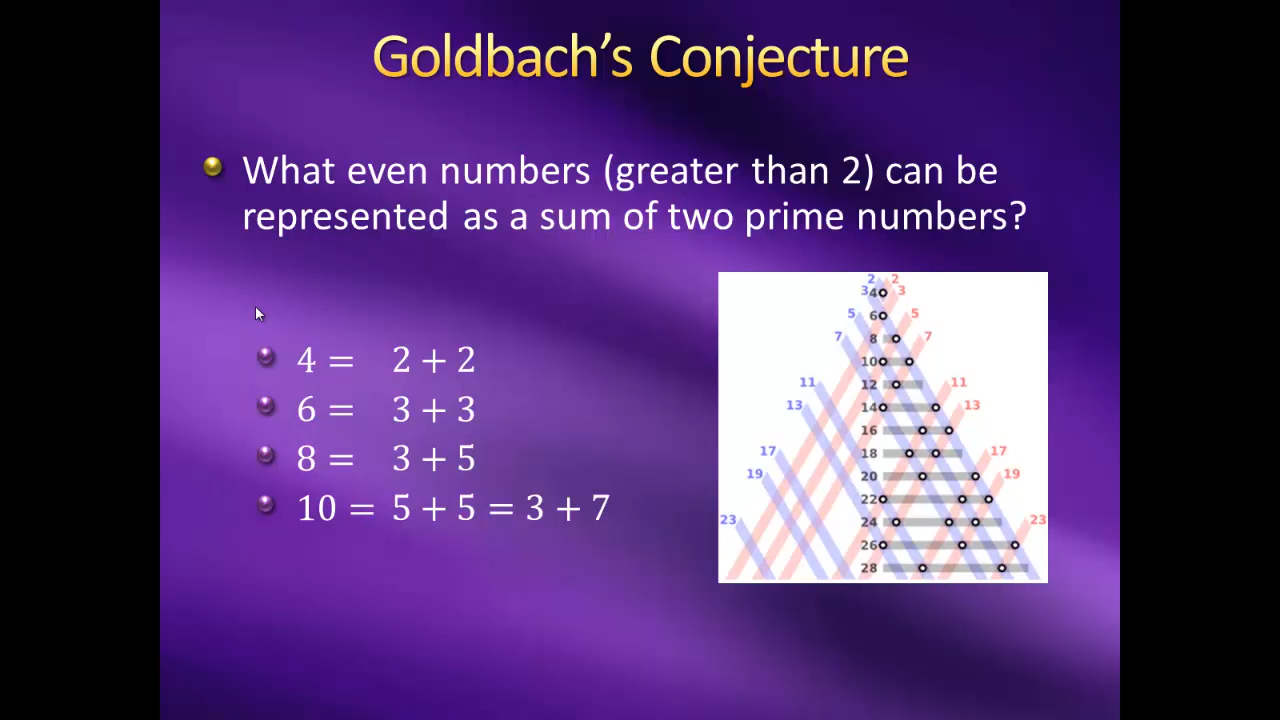 Goldbach's Conjecture
What even numbers (greater than 2) can be
represented as a sum of two prime numbers?
4 = 2 + 2
6 = 3 + 3
8 = 3 + 5
10 = 5 + 5 = 3 + 7
2 2
3 4 3
5 6 5
7 8 7
10
11 12 11
13 14 13
16
17 18 17
19 20 19
22
23 24 23
26
28